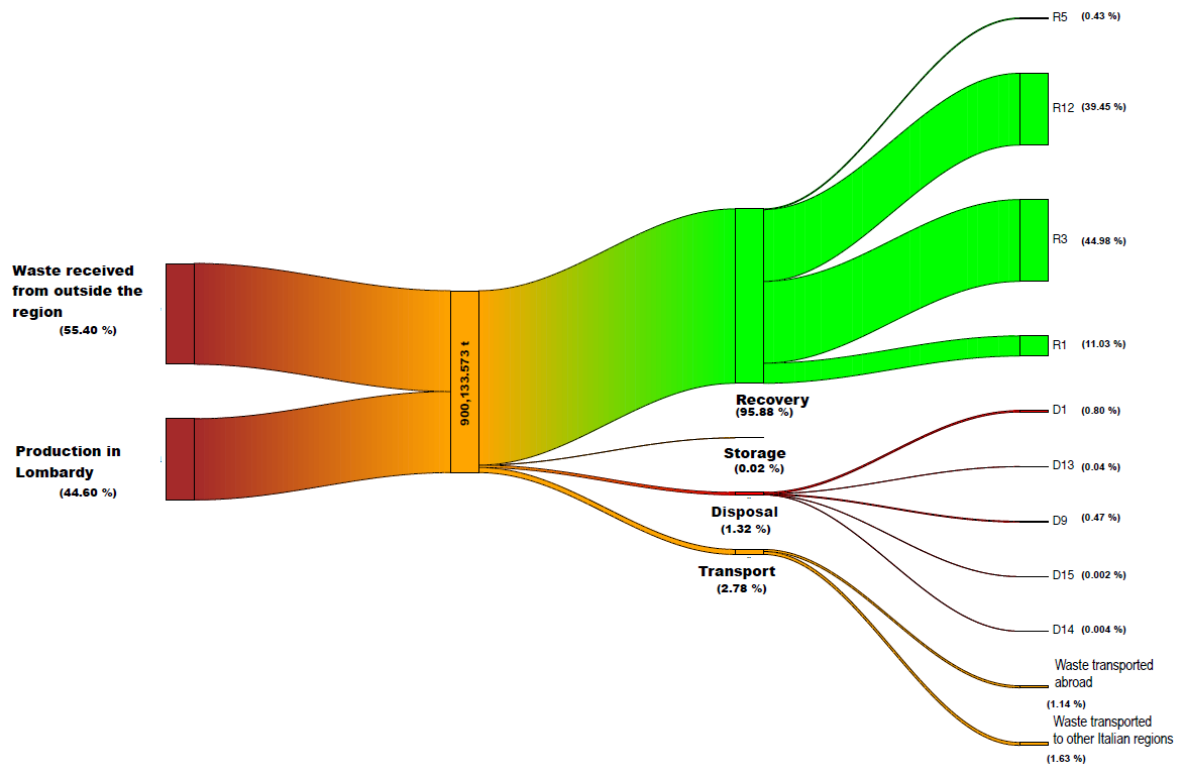 Waste received
from outside the
region
(55.40 %)
Production in
Lombardy
(44.60 %)
900,133.573 t
Recovery
(95.88 %)
Storage
(0.02 %)
Disposal
(1.32 %)
Transport
(2.78 %)
R5 (0.43 %)
R12 (39.45 %)
R3 (44.98 %)
R1 (11.03 %)
D1 (0.80 %)
D13 (0.04 %)
D9 (0.47 %)
D15 (0.002 %)
D14 (0.004 %)
Waste transported
abroad
(1.14 %)
Waste transported
to other Italian regions
(1.63 %)